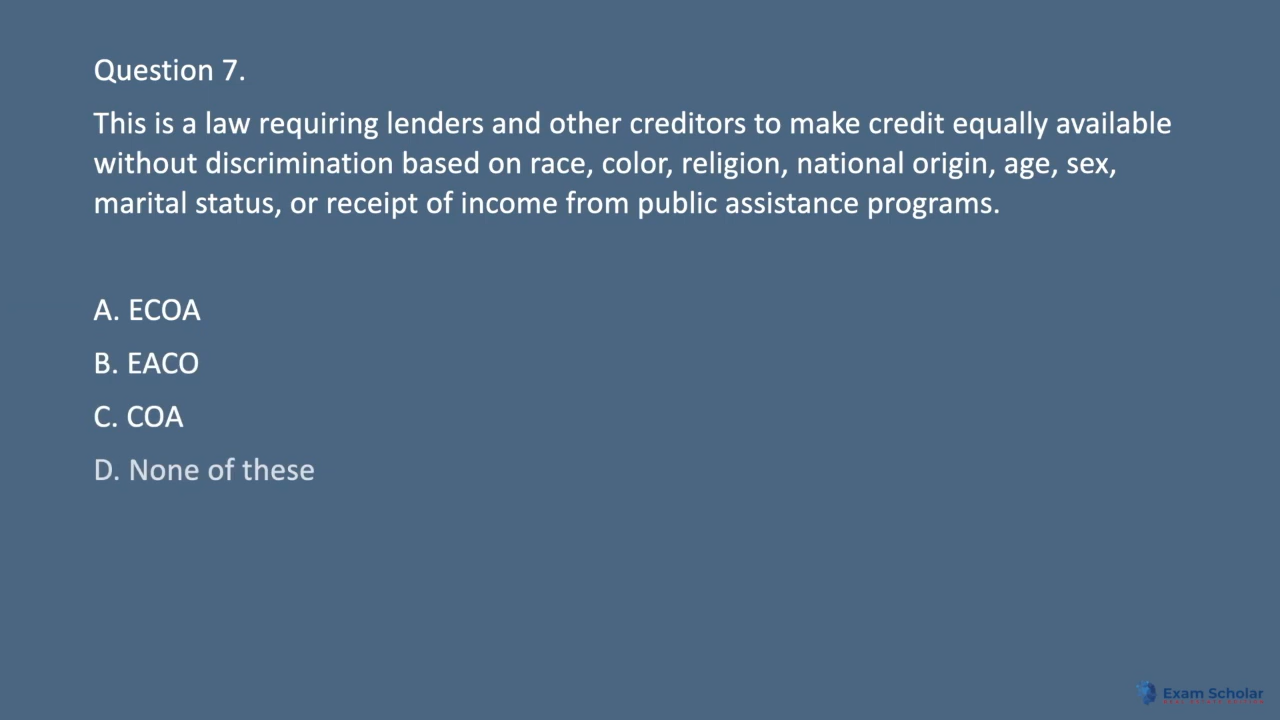 Question 7.
This is a law requiring lenders and other creditors to make credit equally available
without discrimination based on race, color, religion, national origin, age, sex,
marital status, or receipt of income from public assistance programs.
A. ECOA
B. EACO
C. COA
D. None of these
Exam Scholar